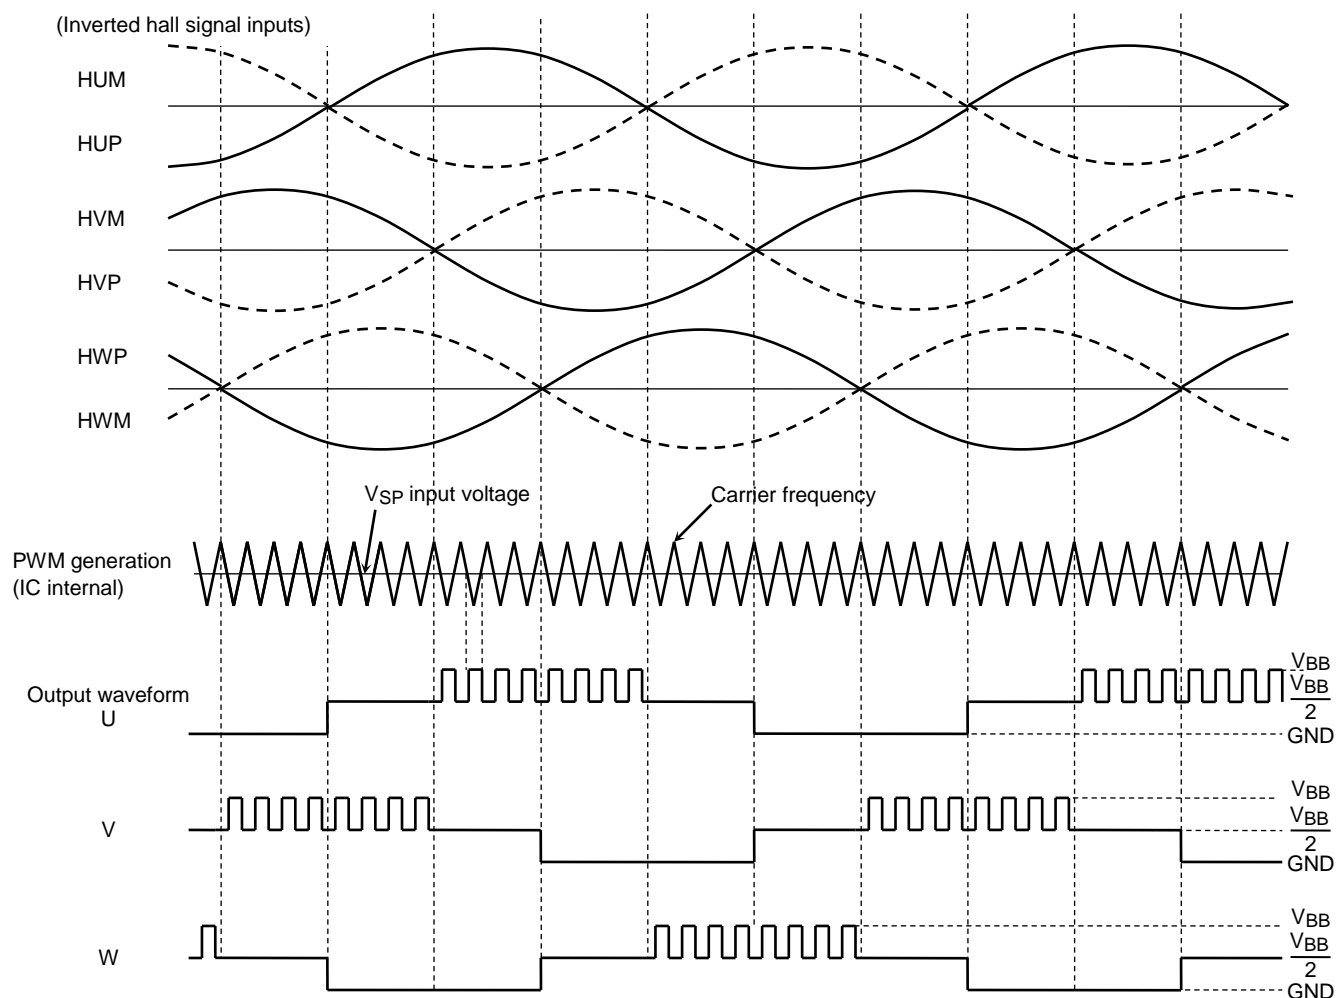 (Inverted hall signal inputs)
HUM
HUP
HVM
HVP
HWP
HWM
VSP input voltage
Carrier frequency
PWM generation
(IC internal)
Output waveform
U
VBB
VBB
2
GND
V
VBB
VBB
2
GND
W
VBB
VBB
2
GND